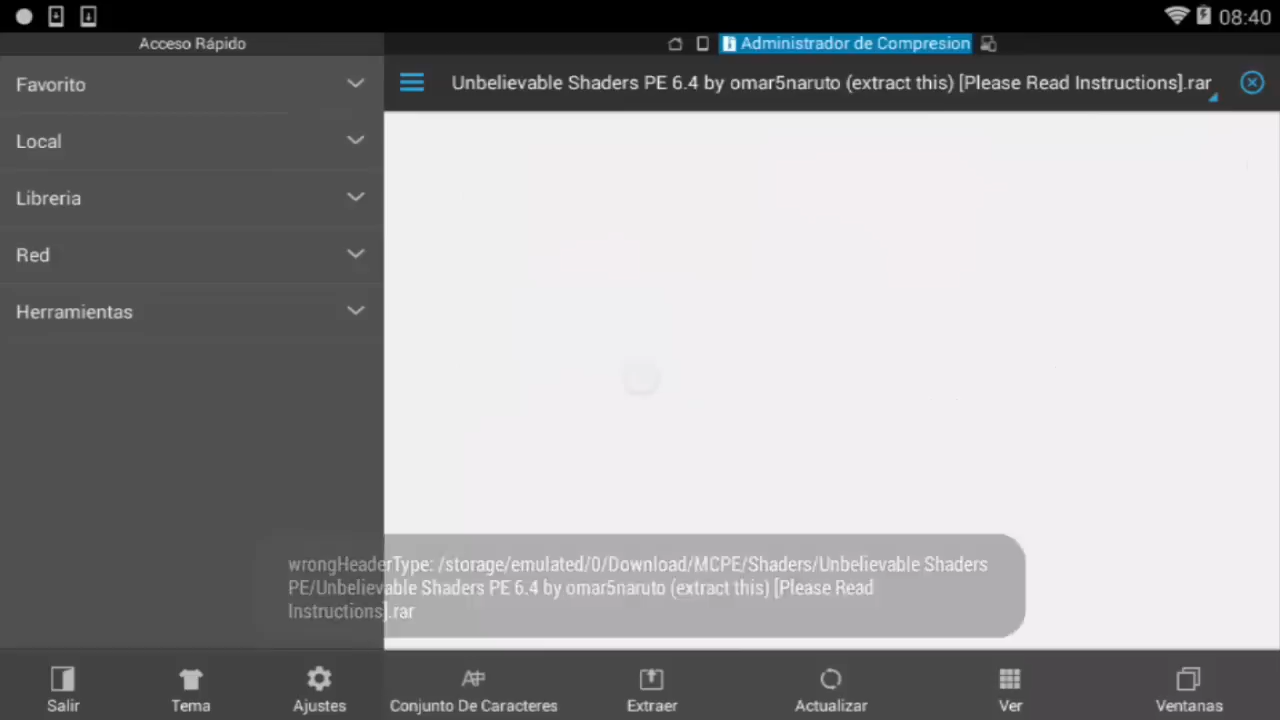 08:40
Acceso Rápido
Administrador de Compresion
Favorito
Unbelievable Shaders PE 6.4 by omar5naruto (extract this) [Please Read Instructions].rar
Local
Libreria
Red
Herramientas
wrongHeaderType: /storage/emulated/0/Download/MCPE/Shaders/Unbelievable Shaders
PE/Unbelievable Shaders PE 6.4 by omar5naruto (extract this) [Please Read
Instructions].rar
Salir
Tema
Ajustes
Conjunto De Caracteres
Extraer
Actualizar
Ver
Ventanas